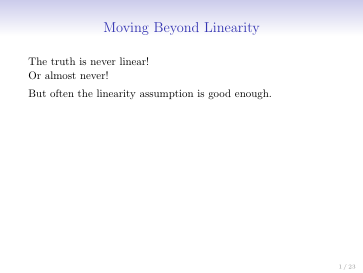 Moving Beyond Linearity
The truth is never linear!
Or almost never!
But often the linearity assumption is good enough.
1 / 23